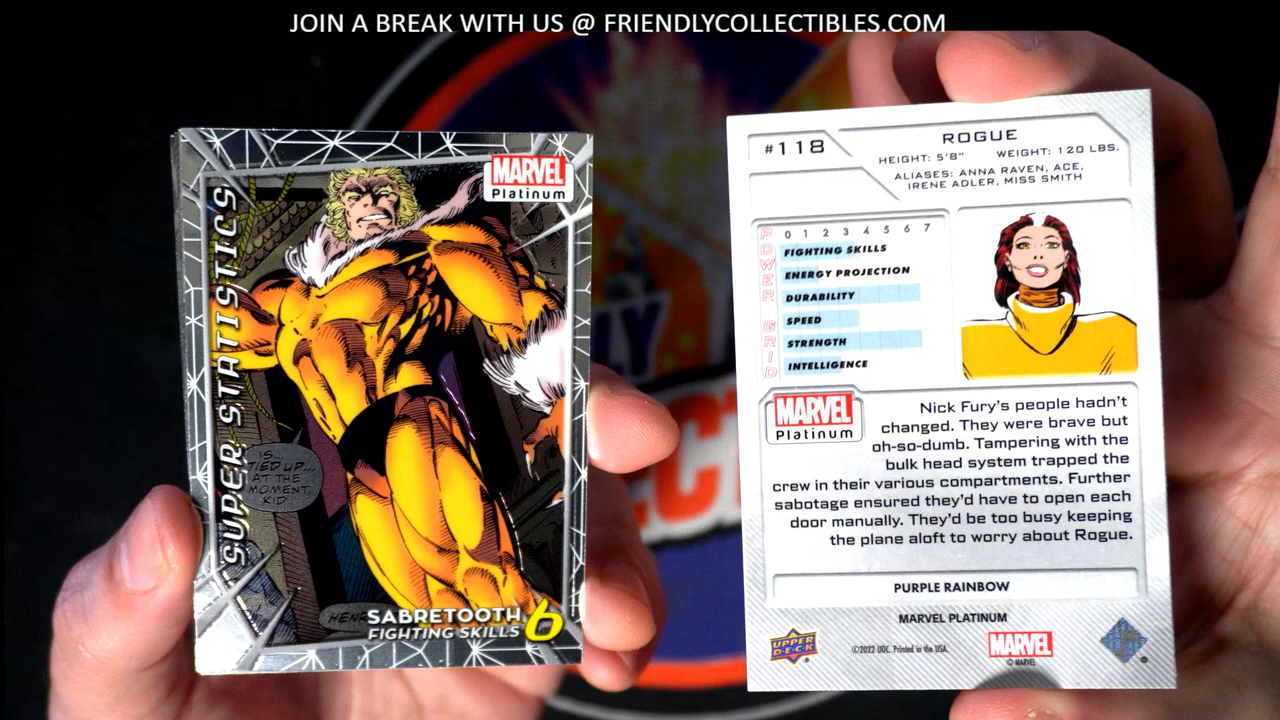 JOIN A BREAK WITH US @ FRIENDLYCOLLECTIBLES.COM
MARVEL
Platinum
SUPER STATISTICS
IS...
TIED UP...
AT THE
MOMENT,
KID.
HENR
SABRETOOTH
FIGHTING SKILLS
6
#118
ROGUE
HEIGHT: 5'8" WEIGHT: 120 LBS.
ALIASES: ANNA RAVEN, ACE,
IRENE ADLER, MISS SMITH
POWER GRID
0 1 2 3 4 5 6 7
FIGHTING SKILLS
ENERGY PROJECTION
DURABILITY
SPEED
STRENGTH
INTELLIGENCE
MARVEL
Platinum
Nick Fury's people hadn't
changed. They were brave but
oh-so-dumb. Tampering with the
bulk head system trapped the
crew in their various compartments. Further
sabotage ensured they'd have to open each
door manually. They'd be too busy keeping
the plane aloft to worry about Rogue.
PURPLE RAINBOW
MARVEL PLATINUM
UPPER DECK
©2022 UDC. Printed in the USA.
MARVEL
© MARVEL